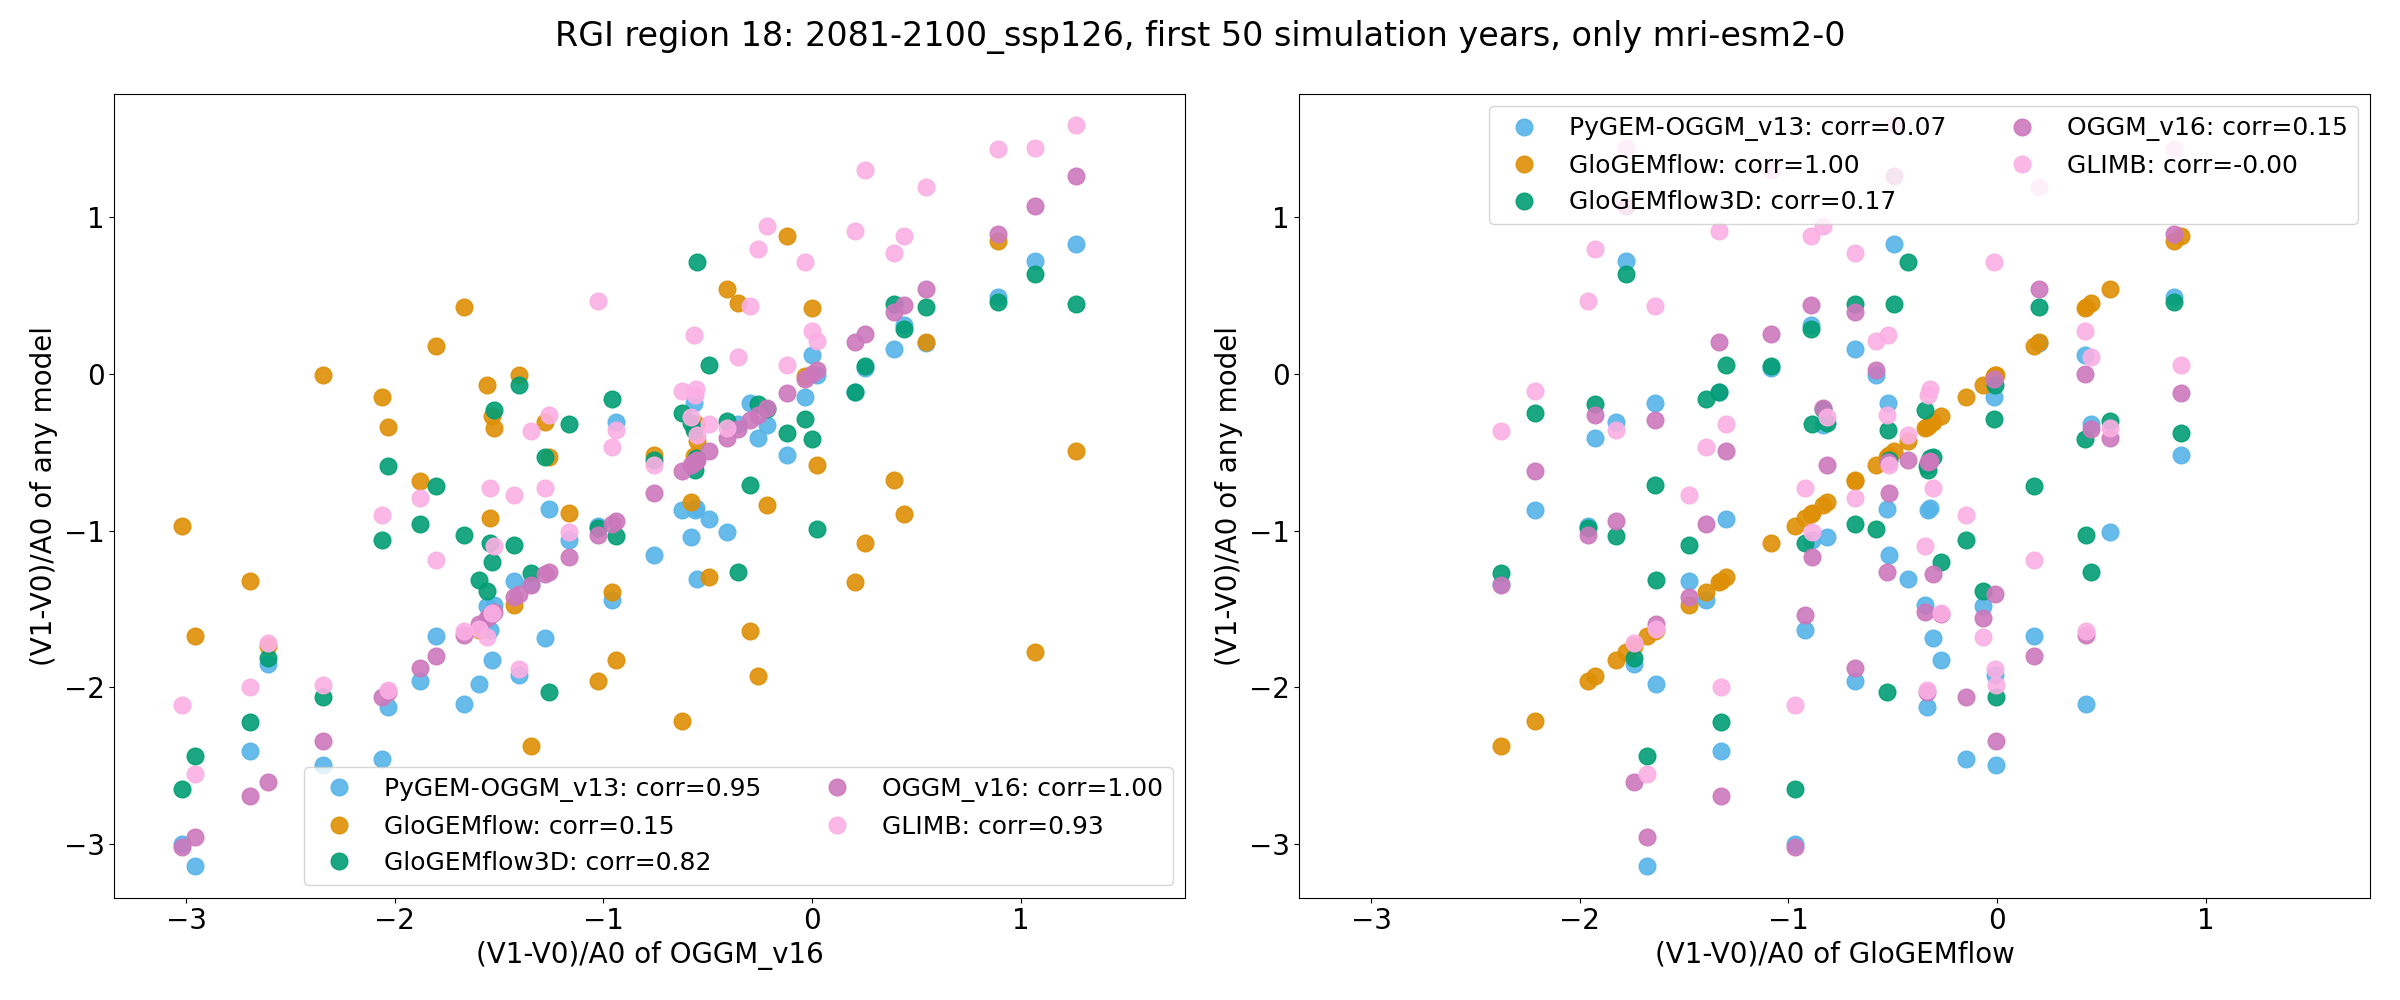 RGI region 18: 2081-2100_ssp126, first 50 simulation years, only mri-esm2-0
(V1-V0)/A0 of any model
1
0
−1
−2
−3
PyGEM-OGGM_v13: corr=0.95
GloGEMflow: corr=0.15
GloGEMflow3D: corr=0.82
OGGM_v16: corr=1.00
GLIMB: corr=0.93
−3 −2 −1 0 1
(V1-V0)/A0 of OGGM_v16
(V1-V0)/A0 of any model
1
0
−1
−2
−3
PyGEM-OGGM_v13: corr=0.07
GloGEMflow: corr=1.00
GloGEMflow3D: corr=0.17
OGGM_v16: corr=0.15
GLIMB: corr=-0.00
−3 −2 −1 0 1
(V1-V0)/A0 of GloGEMflow